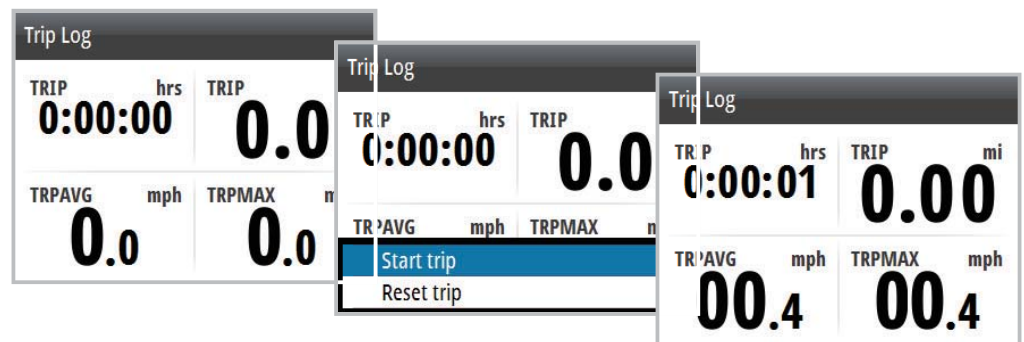 Trip Log
TRIP hrs TRIP
0:00:00 0.0
TRPAVG mph TRPMAX
0.0 0.0
Trip Log
TRIP hrs TRIP
0:00:00 0.0
TRPAVG mph TRPMAX
Start trip
Reset trip
Trip Log
TRIP hrs TRIP mi
0:00:01 0.00
TRPAVG mph TRPMAX mph
00.4 00.4